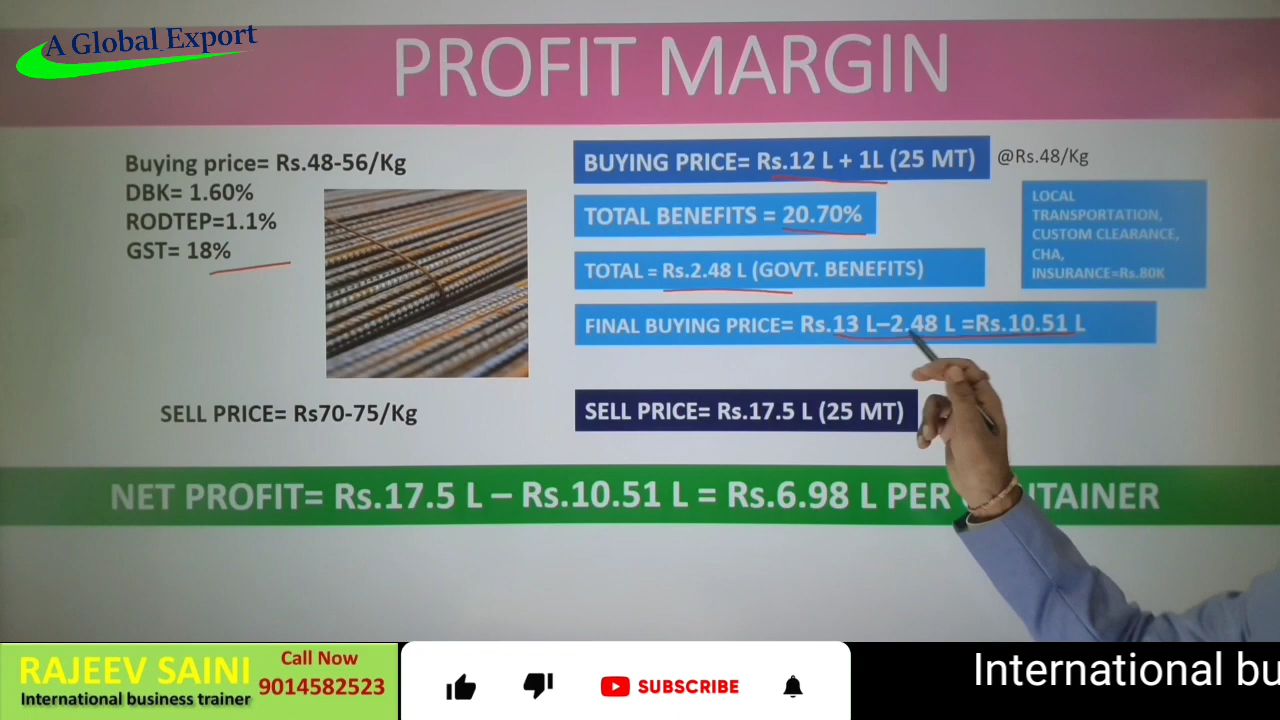 A Global Export
PROFIT MARGIN
Buying price= Rs.48-56/Kg
DBK= 1.60%
RODTEP=1.1%
GST= 18%
BUYING PRICE= Rs.12 L + 1L (25 MT)
@Rs.48/Kg
TOTAL BENEFITS = 20.70%
LOCAL
TRANSPORTATION,
CUSTOM CLEARANCE,
CHA,
INSURANCE=Rs.80K
TOTAL = Rs.2.48 L (GOVT. BENEFITS)
FINAL BUYING PRICE= Rs.13 L–2.48 L =Rs.10.51 L
SELL PRICE= Rs70-75/Kg
SELL PRICE= Rs.17.5 L (25 MT)
NET PROFIT= Rs.17.5 L – Rs.10.51 L = Rs.6.98 L PER
RAJEEV SAINI
International business trainer
Call Now
9014582523
SUBSCRIBE
International bu